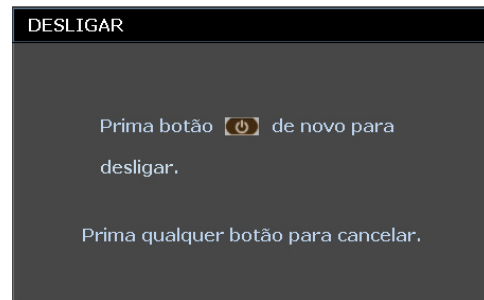 DESLIGAR
Prima botão de novo para
desligar.
Prima qualquer botão para cancelar.